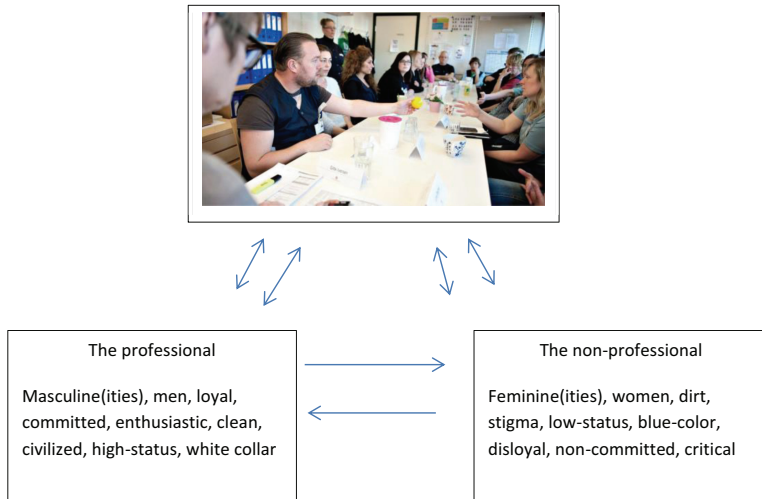 The professional
Masculine(ities), men, loyal,
committed, enthusiastic, clean,
civilized, high-status, white collar
The non-professional
Feminine(ities), women, dirt,
stigma, low-status, blue-color,
disloyal, non-committed, critical